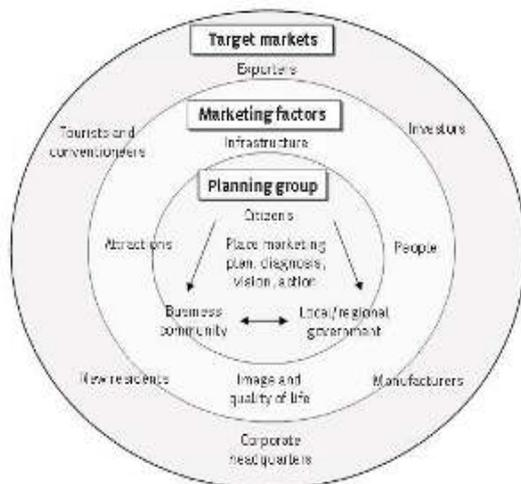 Target markets
Exporters
Marketing factors
Tourists and
conventioneers
Investors
Infrastructure
Planning group
Citizens
Attractions
Place marketing
plan, diagnosis,
vision, action
People
Business
community
Local/regional
government
New residents
Image and
quality of life
Manufacturers
Corporate
headquarters